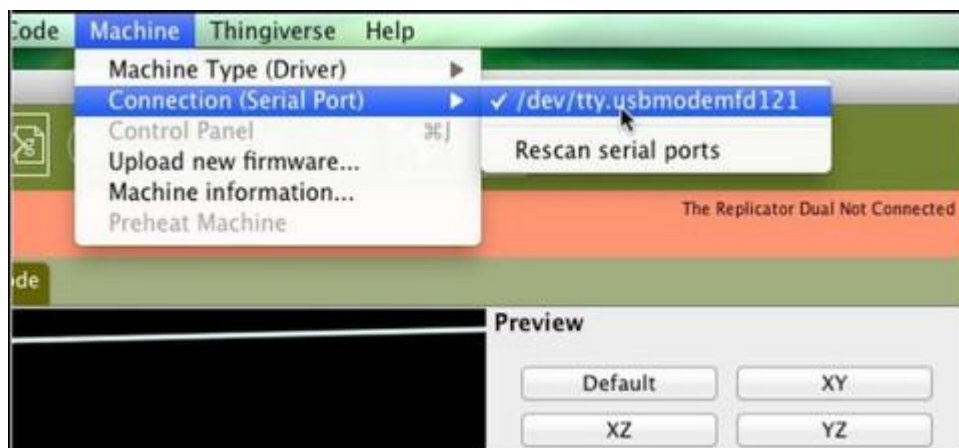 Code Machine Thingiverse Help
Machine Type (Driver)
Connection (Serial Port)
✓ /dev/tty.usbmodemfd121
Control Panel ⌘J
Rescan serial ports
Upload new firmware...
Machine information...
The Replicator Dual Not Connected
Preheat Machine
ode
Preview
Default XY
XZ YZ